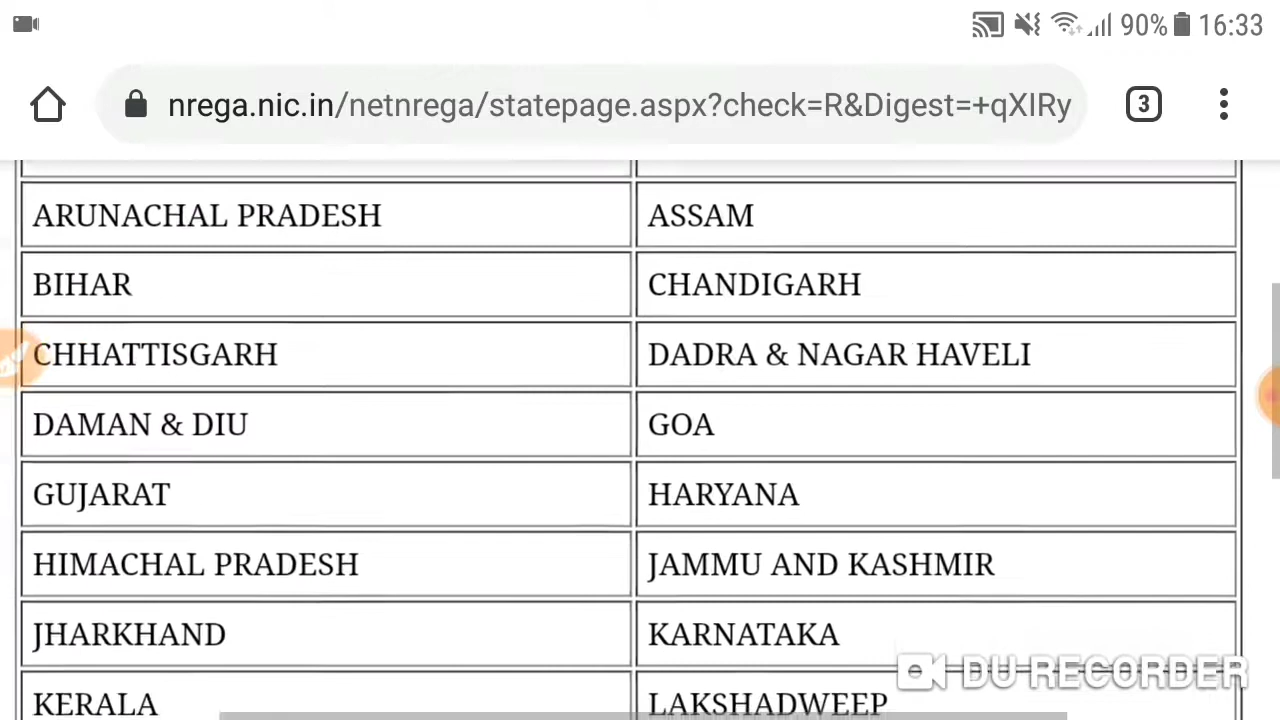 90% 16:33
nrega.nic.in/netnrega/statepage.aspx?check=R&Digest=+qXIRy 3
ARUNACHAL PRADESH ASSAM
BIHAR CHANDIGARH
CHHATTISGARH DADRA & NAGAR HAVELI
DAMAN & DIU GOA
GUJARAT HARYANA
HIMACHAL PRADESH JAMMU AND KASHMIR
JHARKHAND KARNATAKA
KERALA LAKSHADWEEP
DU RECORDER